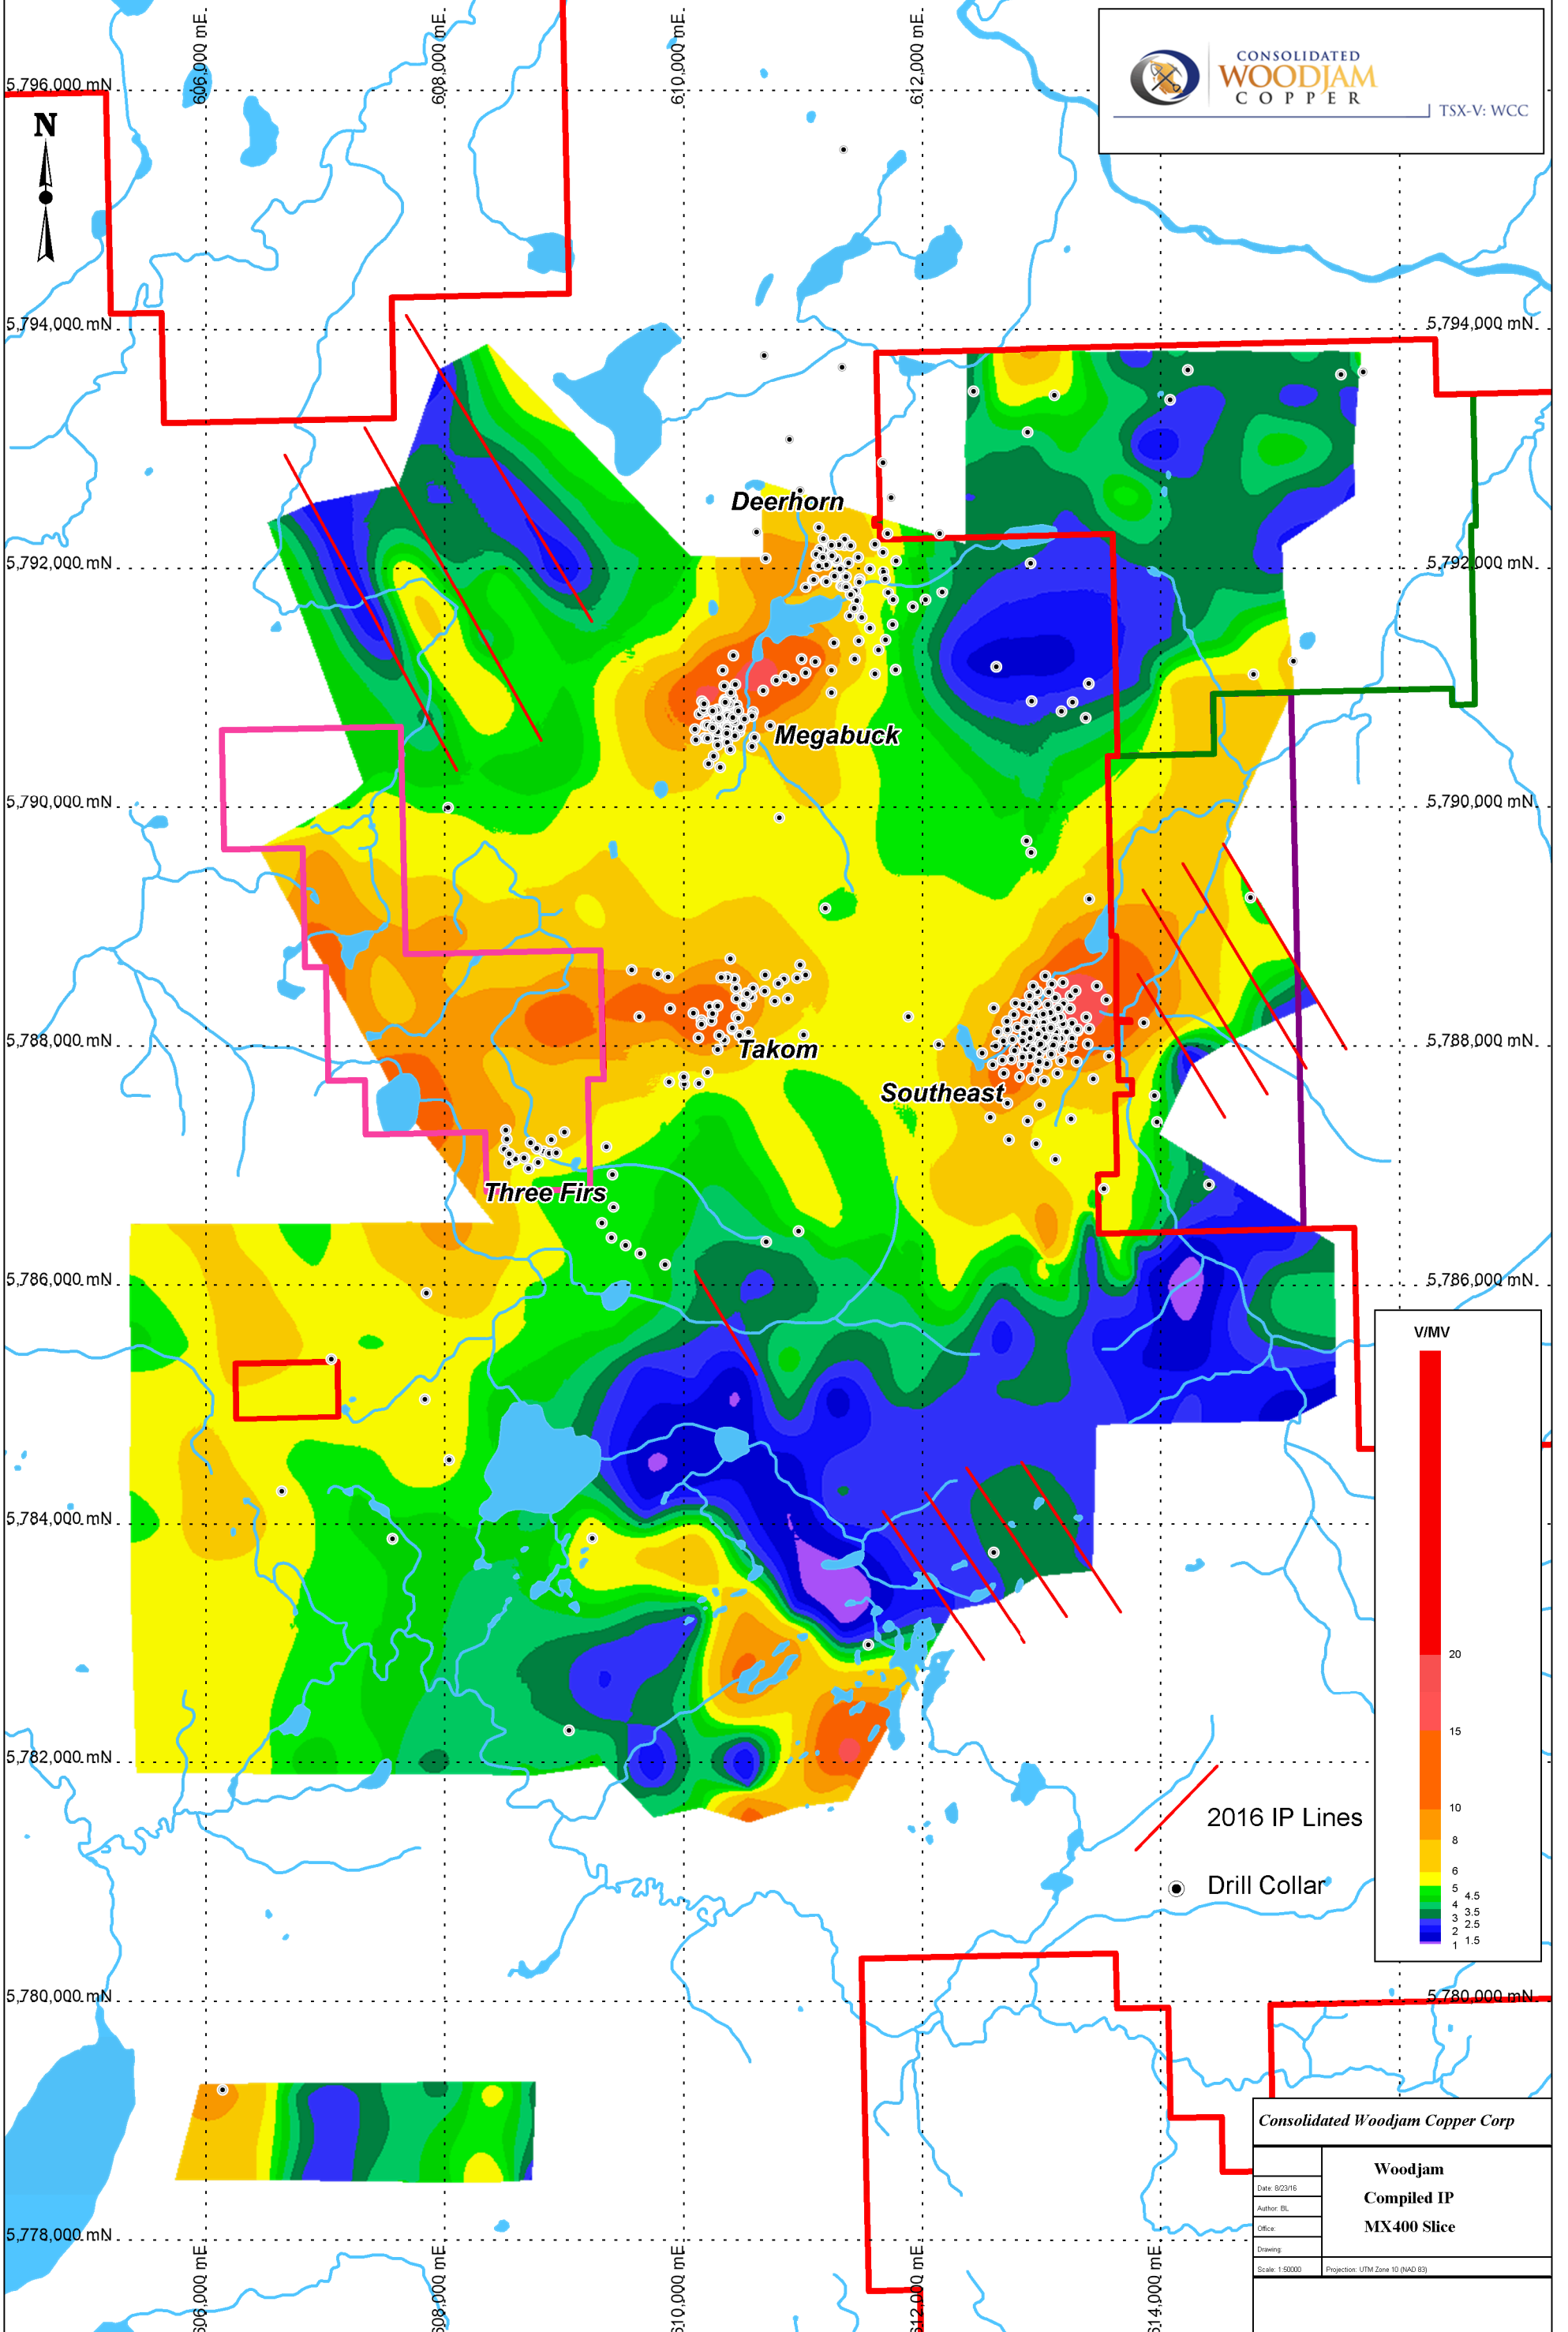 606,000 mE
608,000 mE
610,000 mE
612,000 mE
CONSOLIDATED
WOODJAM
COPPER
TSX-V: WCC
5,796,000 mN
N
5,794,000 mN
5,794,000 mN
Deerhorn
5,792,000 mN
5,792,000 mN
Megabuck
5,790,000 mN
5,790,000 mN
5,788,000 mN
5,788,000 mN
Takom
Southeast
Three Firs
5,786,000 mN
5,786,000 mN
V/MV
5,784,000 mN
20
15
5,782,000 mN
10
8
6
5
4.5
4
3.5
3
2.5
2
1.5
1
2016 IP Lines
Drill Collar
5,780,000 mN
5,780,000 mN
Consolidated Woodjam Copper Corp
Woodjam
Compiled IP
MX400 Slice
Date: 8/23/16
Author: BL
Office:
Drawing:
Scale: 1:50000
Projection: UTM Zone 10 (NAD 83)
5,778,000 mN
606,000 mE
608,000 mE
610,000 mE
612,000 mE
614,000 mE